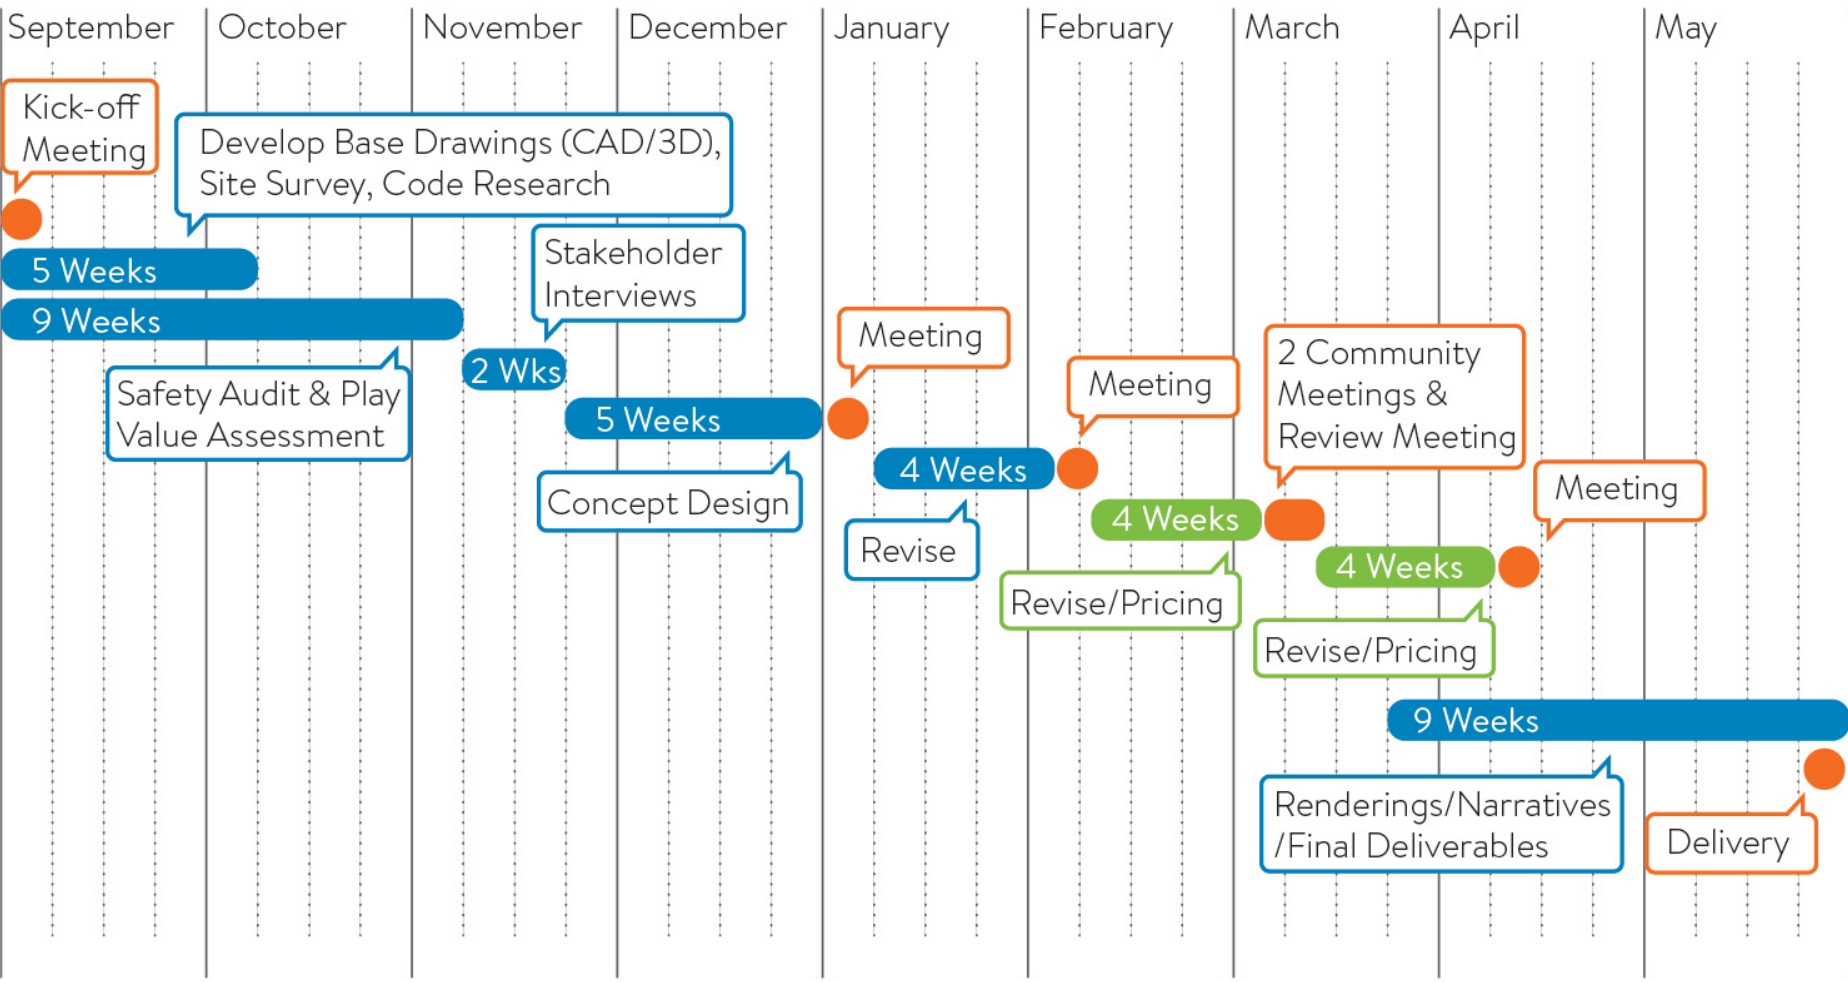 September
October
November
December
January
February
March
April
May
Kick-off
Meeting
Develop Base Drawings (CAD/3D),
Site Survey, Code Research
5 Weeks
9 Weeks
Safety Audit & Play
Value Assessment
Stakeholder
Interviews
2 Wks
5 Weeks
Concept Design
Meeting
4 Weeks
Revise
Meeting
4 Weeks
Revise/Pricing
2 Community
Meetings &
Review Meeting
4 Weeks
Revise/Pricing
Meeting
9 Weeks
Renderings/Narratives
/Final Deliverables
Delivery